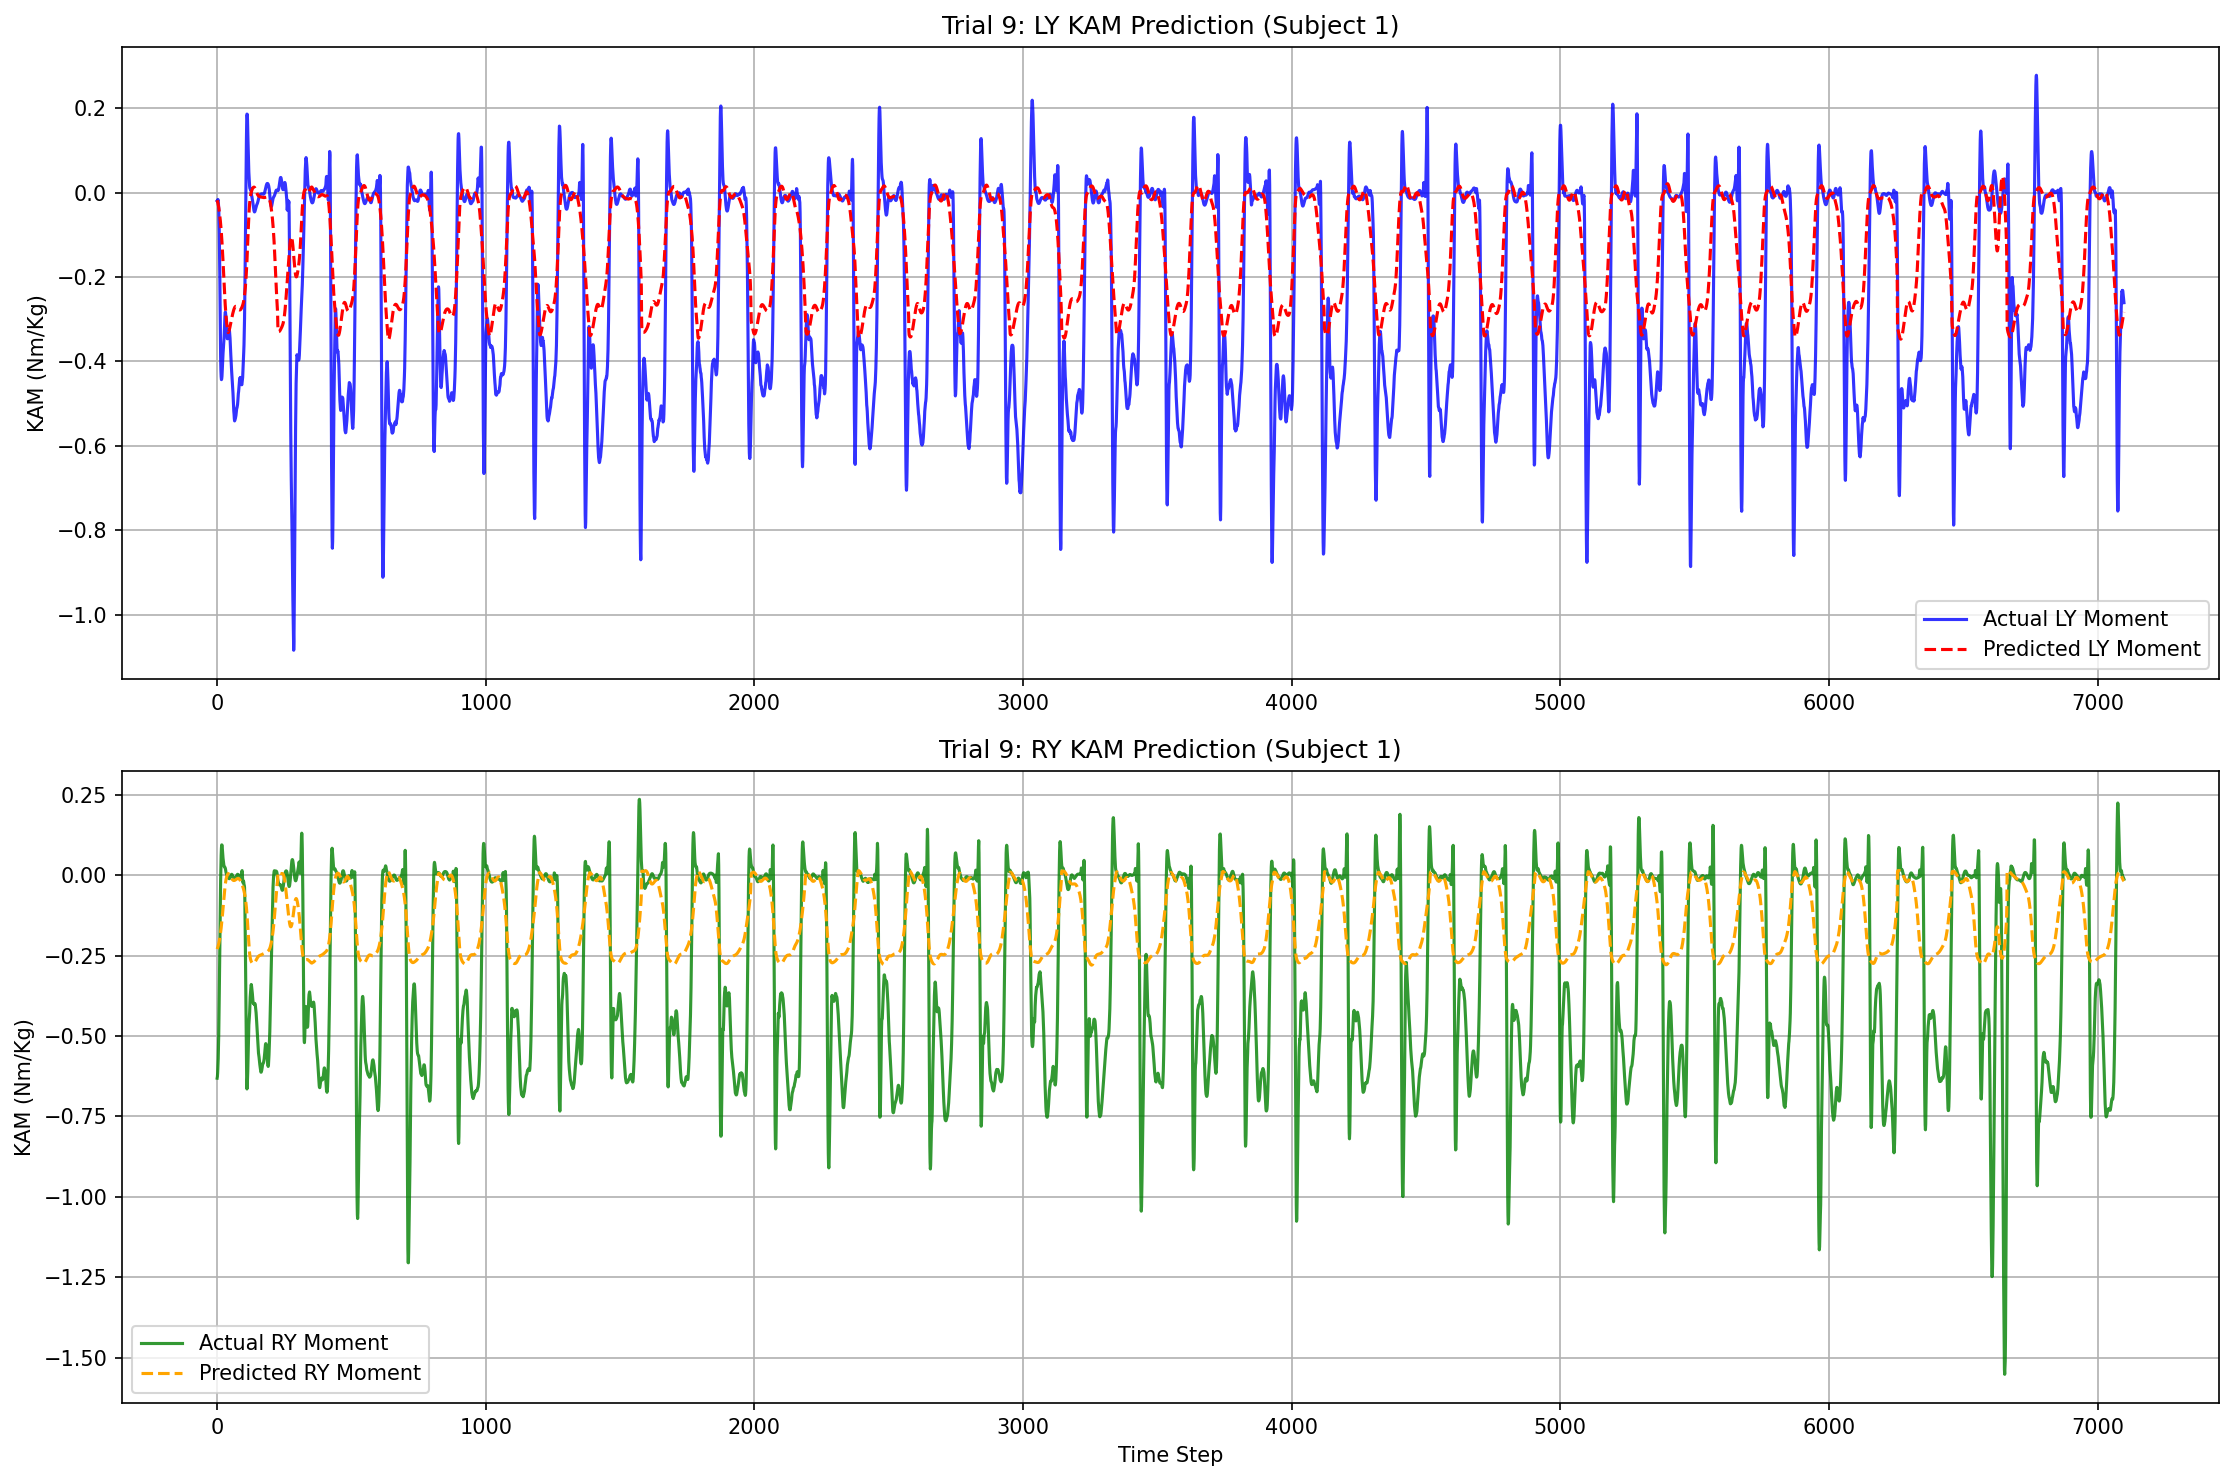 Trial 9: LY KAM Prediction (Subject 1)
KAM (Nm/Kg)
0.2
0.0
−0.2
−0.4
−0.6
−0.8
−1.0
Actual LY Moment
Predicted LY Moment
0 1000 2000 3000 4000 5000 6000 7000
Trial 9: RY KAM Prediction (Subject 1)
KAM (Nm/Kg)
0.25
0.00
−0.25
−0.50
−0.75
−1.00
−1.25
−1.50
Actual RY Moment
Predicted RY Moment
0 1000 2000 3000 4000 5000 6000 7000
Time Step